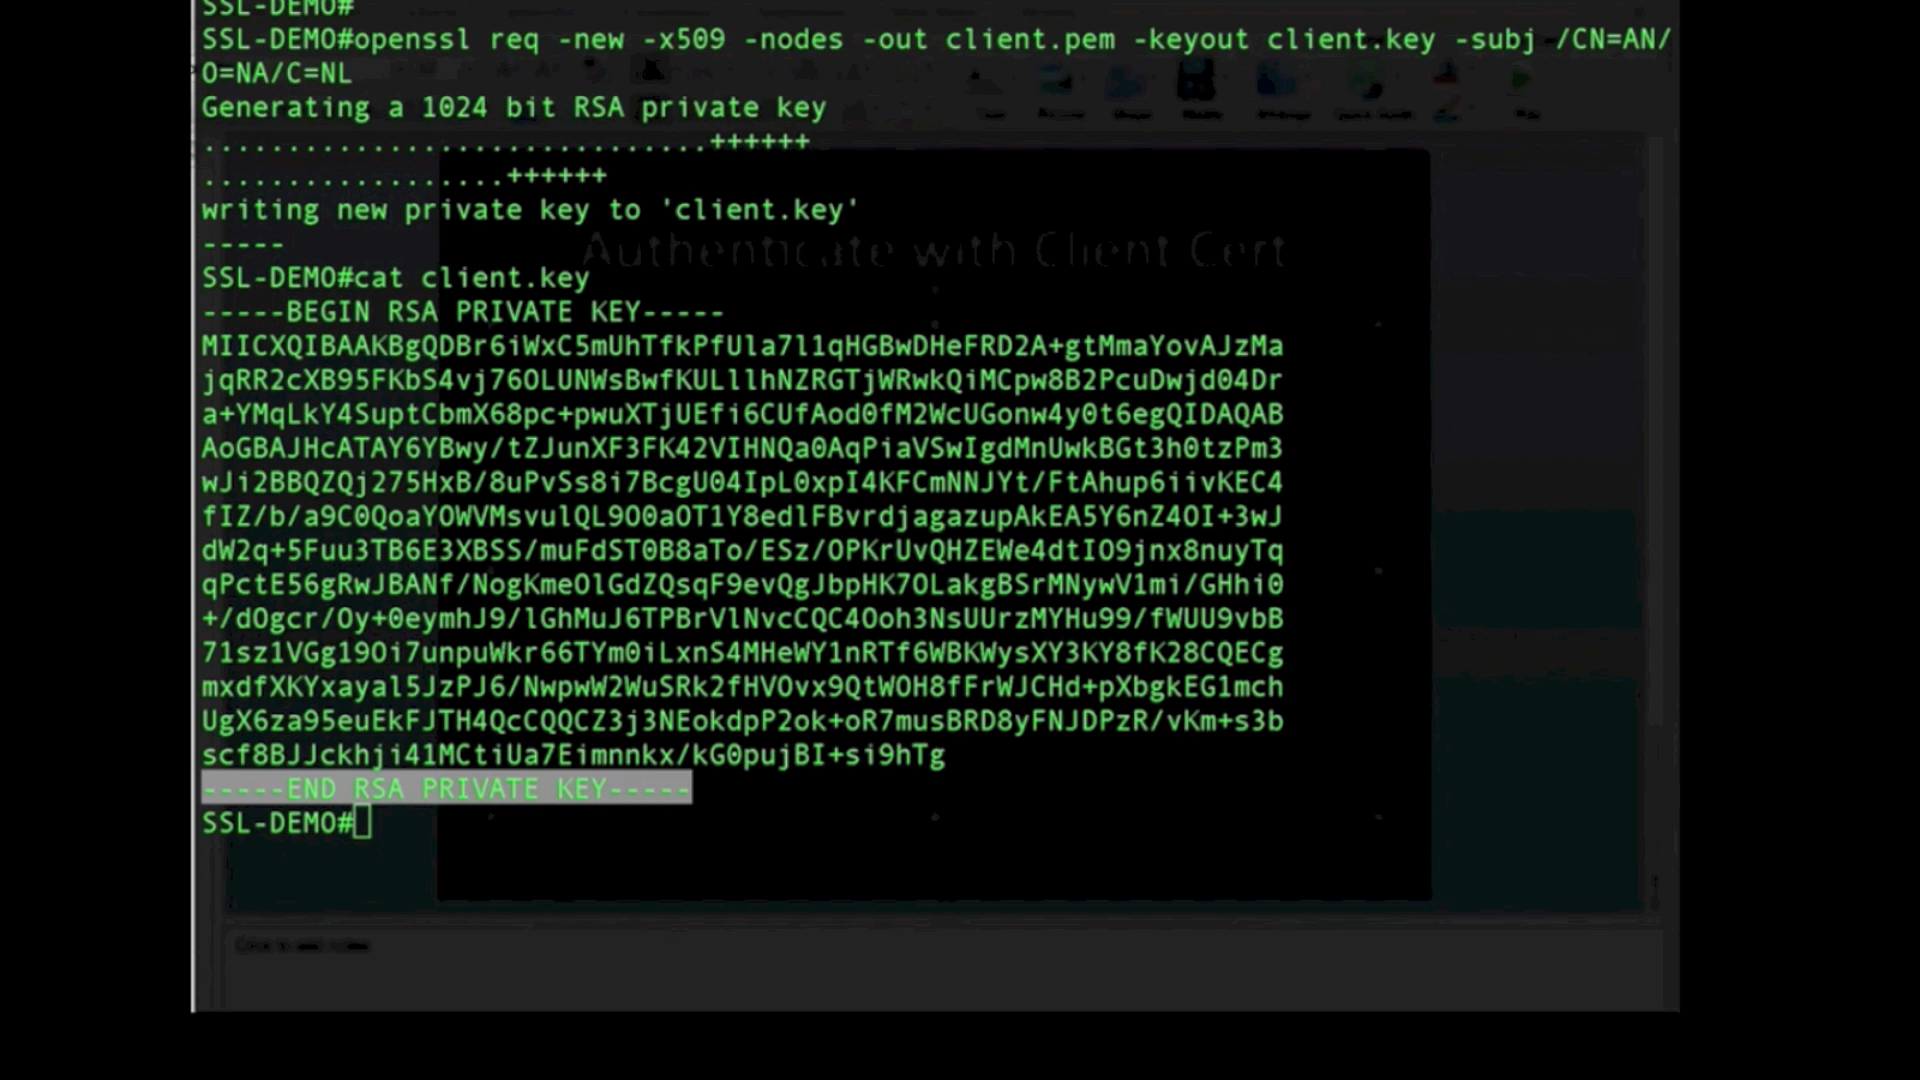 SSL-DEMO#
SSL-DEMO#openssl req -new -x509 -nodes -out client.pem -keyout client.key -subj /CN=AN/
O=NA/C=NL
Generating a 1024 bit RSA private key
..............................++++++
..................++++++
writing new private key to 'client.key'
-----
Authenticate with Client Cert
SSL-DEMO#cat client.key
-----BEGIN RSA PRIVATE KEY-----
MIICXQIBAAKBgQDBr6iWxC5mUhTfkPfUla7l1qHGBwDHeFRD2A+gtMmaYovAJzMa
jqRR2cXB95FKbS4vj76OLUNWsBwfKULllhNZRGTjWRwkQiMCpw8B2PcuDwjd04Dr
a+YMqLkY4SuptCbmX68pc+pwuXTjUEfi6CUfAod0fM2WcUGonw4y0t6egQIDAQAB
AoGBAJHcATAY6YBwy/tZJunXF3FK42VIHNQa0AqPiaVSwIgdMnUwkBGt3h0tzPm3
wJi2BBQZQj275HxB/8uPvSs8i7BcgU04IpL0xpI4KFCmNNJYt/FtAhup6iivKEC4
fIZ/b/a9C0QoaYOWVMsvulQL9O0aOT1Y8edlFBvrdjagazupAkEA5Y6nZ4OI+3wJ
dW2q+5Fuu3TB6E3XBSS/muFdST0B8aTo/ESz/OPKrUvQHZEWe4dtIO9jnx8nuyTq
qPctE56gRwJBANf/NogKmeOlGdZQsqF9evQgJbpHK7OLakgBSrMNywV1mi/GHhi0
+/dOgcr/Oy+0eymhJ9/lGhMuJ6TPBrVlNvcCQC4Ooh3NsUUrzMYHu99/fWUU9vbB
71sz1VGg19Oi7unpuWkr66TYm0iLxnS4MHeWY1nRTf6WBKWysXY3KY8fK28CQECg
mxdfXKYxayal5JzPJ6/NwpwW2WuSRk2fHVOvx9QtWOH8fFrWJCHd+pXbgkEG1mch
UgX6za95euEkFJTH4QcCQQCZ3j3NEokdpP2ok+oR7musBRD8yFNJDPzR/vKm+s3b
scf8BJJckhji41MCtiUa7Eimnnkx/kG0pujBI+si9hTg
-----END RSA PRIVATE KEY-----
SSL-DEMO#